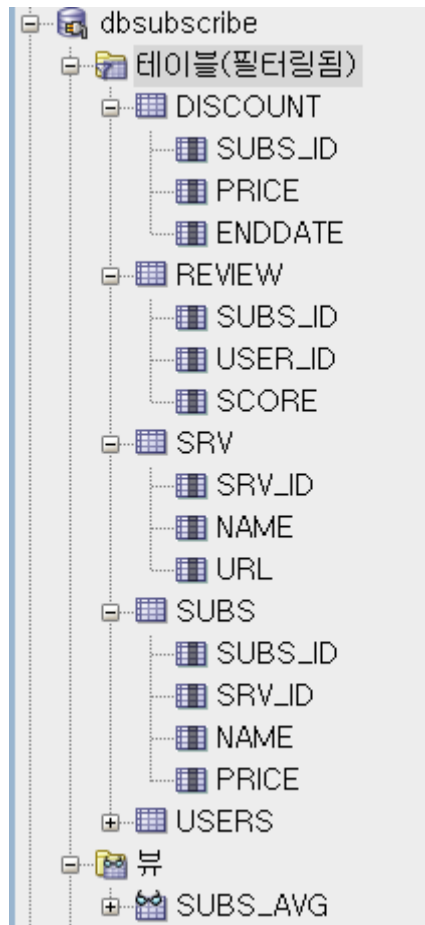 dbsubscribe
테이블(필터링됨)
DISCOUNT
SUBS_ID
PRICE
ENDDATE
REVIEW
SUBS_ID
USER_ID
SCORE
SRV
SRV_ID
NAME
URL
SUBS
SUBS_ID
SRV_ID
NAME
PRICE
USERS
뷰
SUBS_AVG